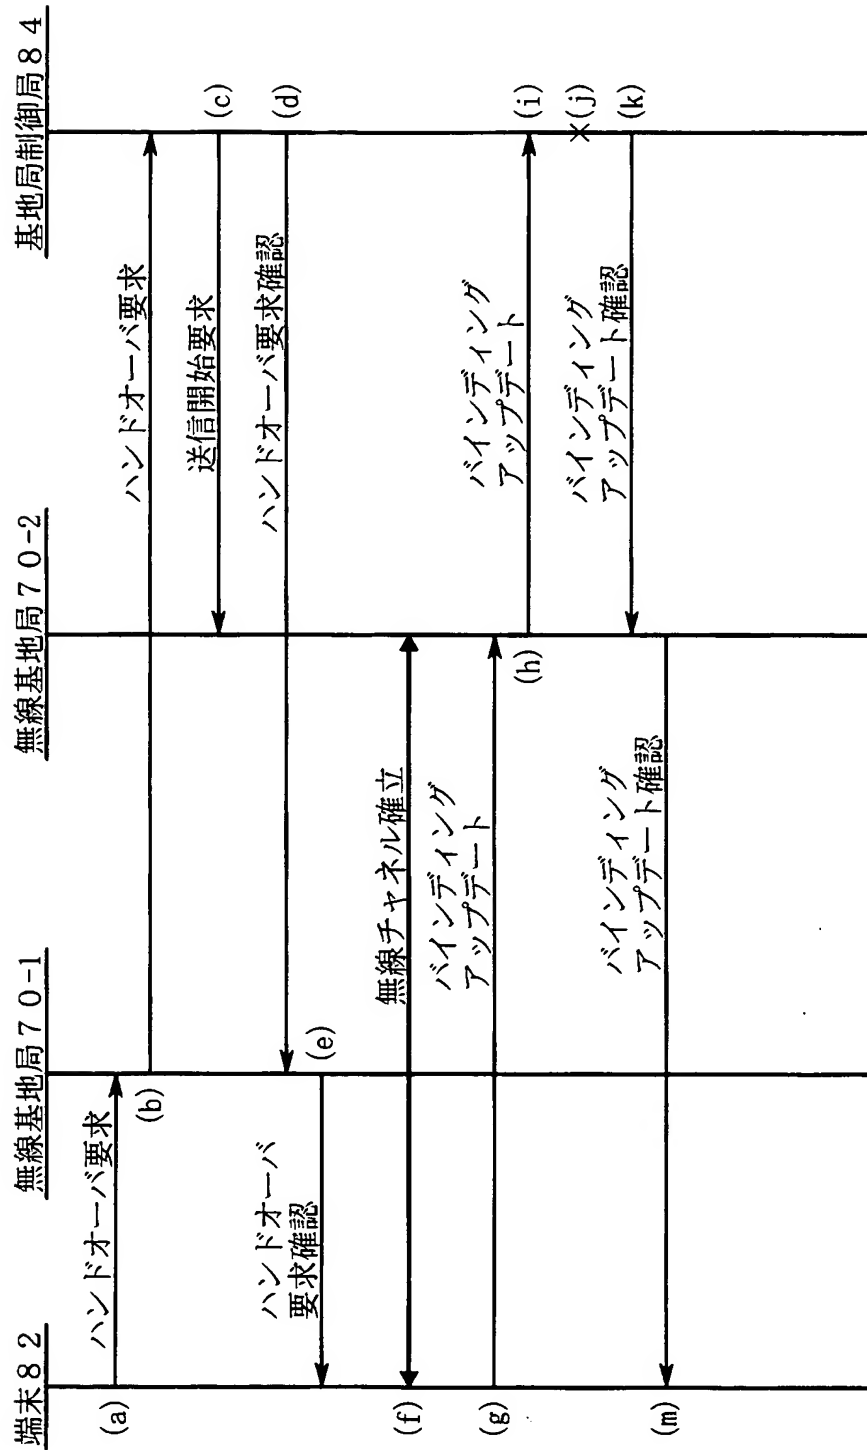 端末８２
無線基地局７０-１
無線基地局７０-２
基地局制御局８４
(a)
ハンドオーバ要求
(b)
ハンドオーバ要求
送信開始要求
(c)
ハンドオーバ要求確認
(d)
ハンドオーバ
要求確認
(e)
(f)
無線チャネル確立
(g)
バインディング
アップデート
(h)
バインディング
アップデート
(i)
(j)
バインディング
アップデート確認
(k)
バインディング
アップデート確認
(m)